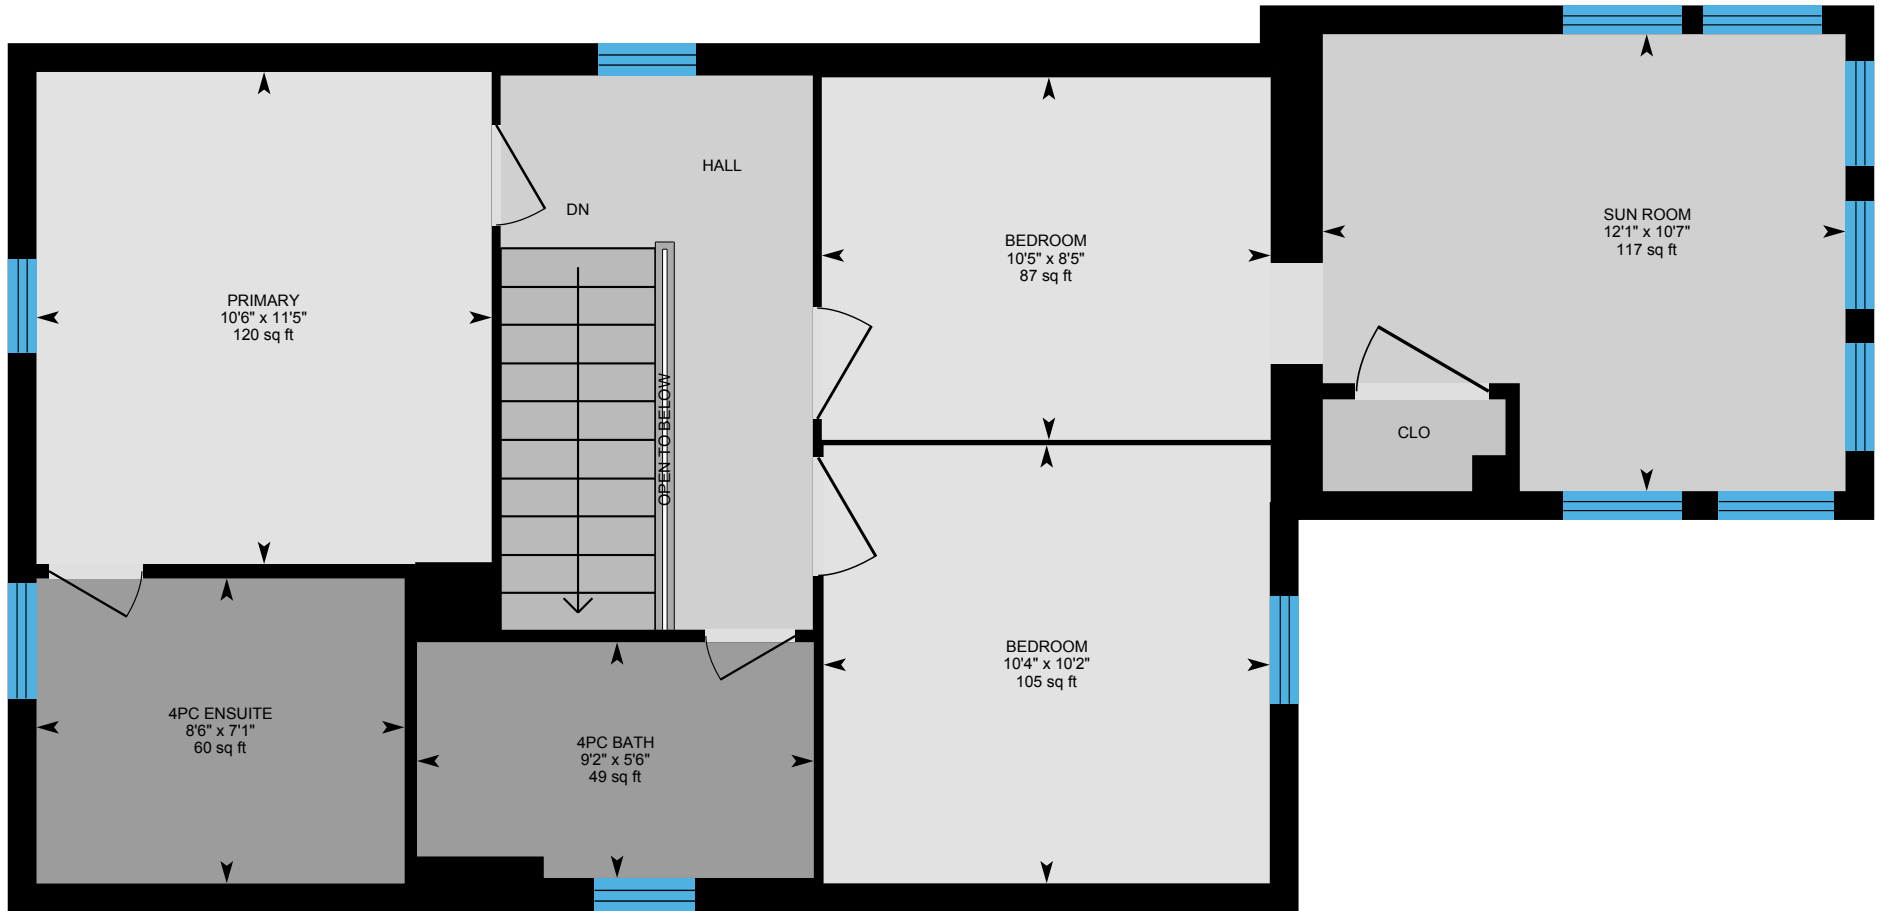 PRIMARY
10'6" x 11'5"
120 sq ft
HALL
DN
OPEN TO BELOW
BEDROOM
10'5" x 8'5"
87 sq ft
SUN ROOM
12'1" x 10'7"
117 sq ft
CLO
4PC ENSUITE
8'6" x 7'1"
60 sq ft
4PC BATH
9'2" x 5'6"
49 sq ft
BEDROOM
10'4" x 10'2"
105 sq ft